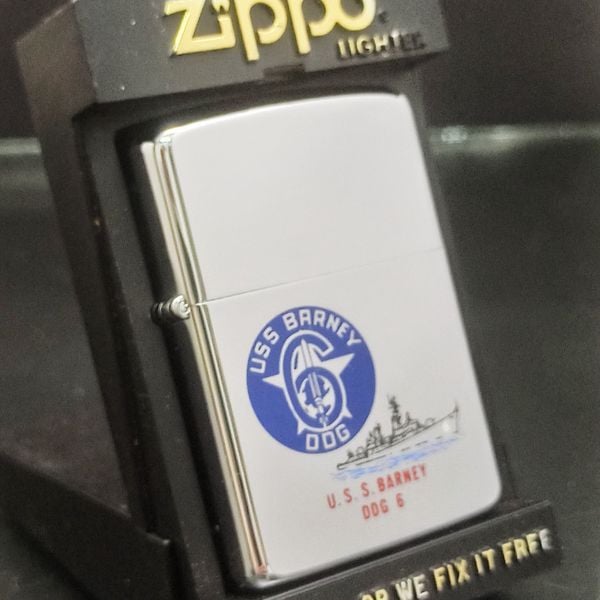 Zippo®
LIGHTER
USS BARNEY
6
DDG
U.S.S. BARNEY
DDG 6
OR WE FIX IT FREE